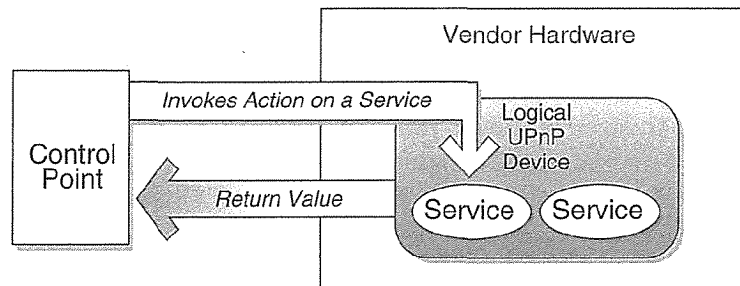 Vendor Hardware
Invokes Action on a Service
Logical
UPnP
Device
Control
Point
Return Value
Service
Service